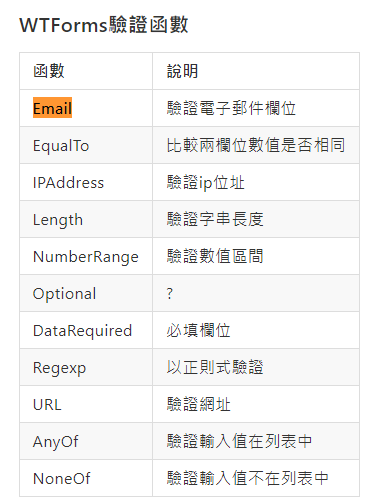 WTForms驗證函數
函數 說明
Email 驗證電子郵件欄位
EqualTo 比較兩欄位數值是否相同
IPAddress 驗證ip位址
Length 驗證字串長度
NumberRange 驗證數值區間
Optional ?
DataRequired 必填欄位
Regexp 以正則式驗證
URL 驗證網址
AnyOf 驗證輸入值在列表中
NoneOf 驗證輸入值不在列表中